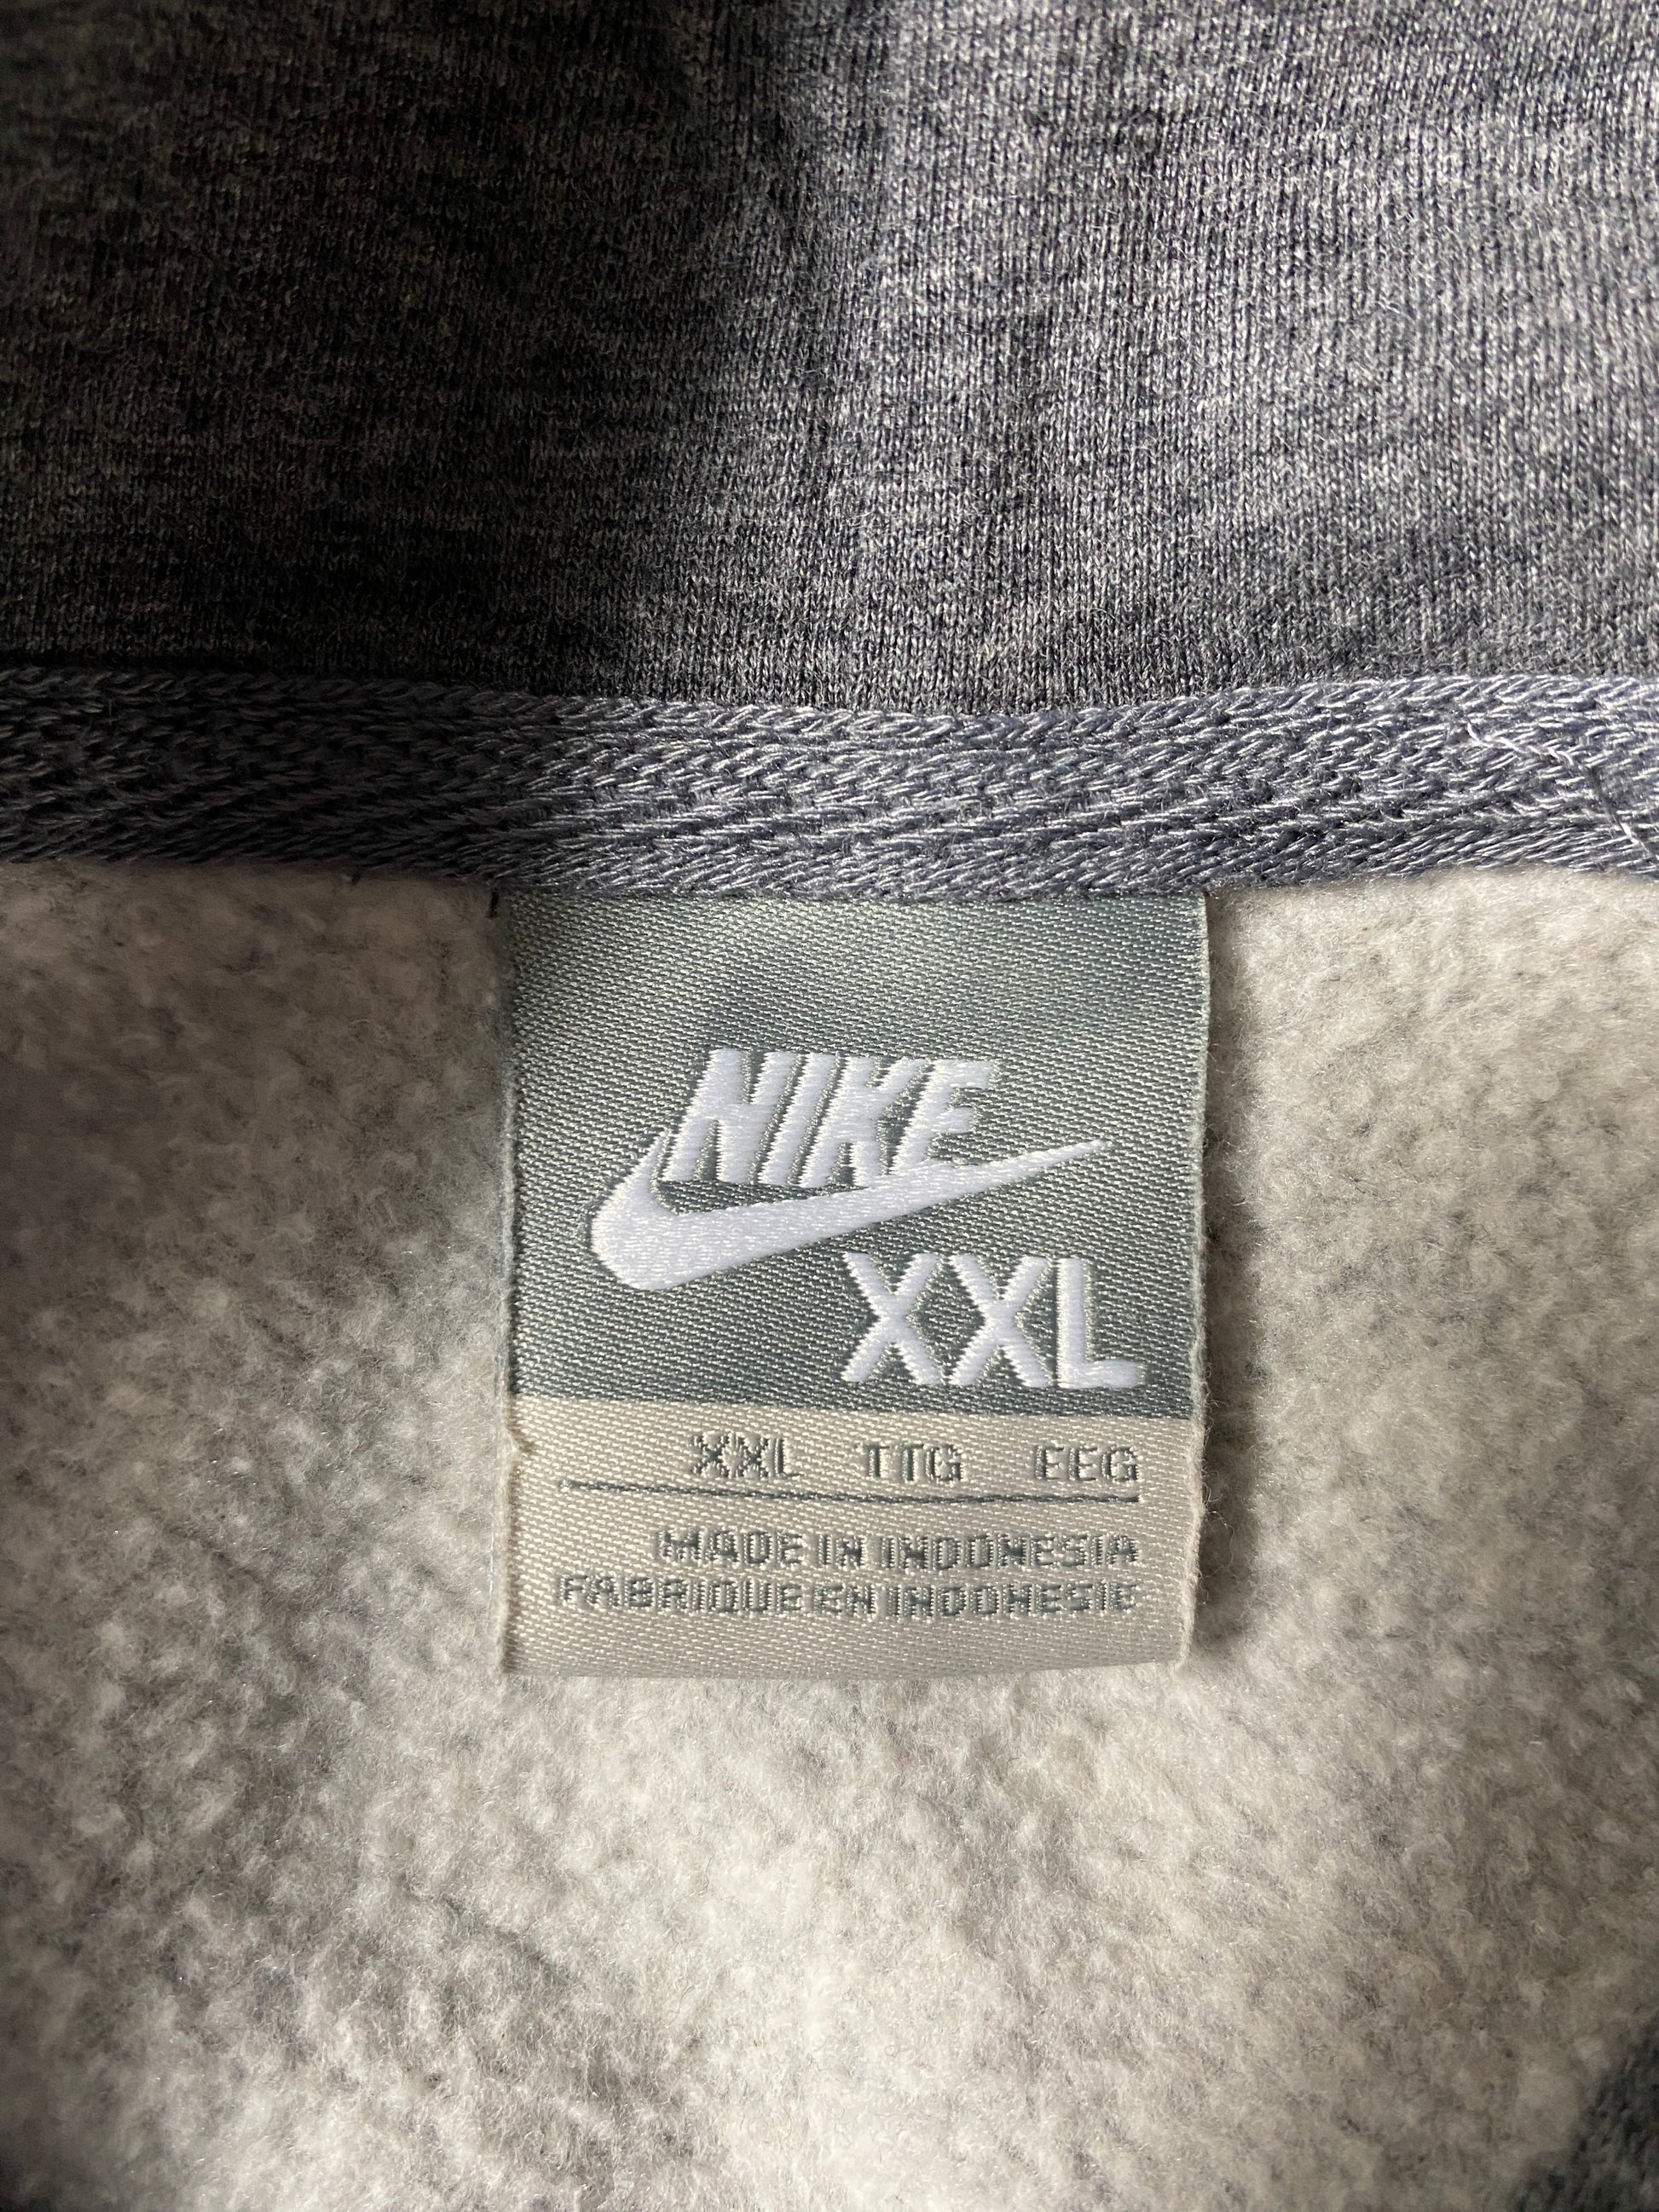 NIKE
XXL
XXL TTG EEG
MADE IN INDONESIA
FABRIQUE EN INDONESIE